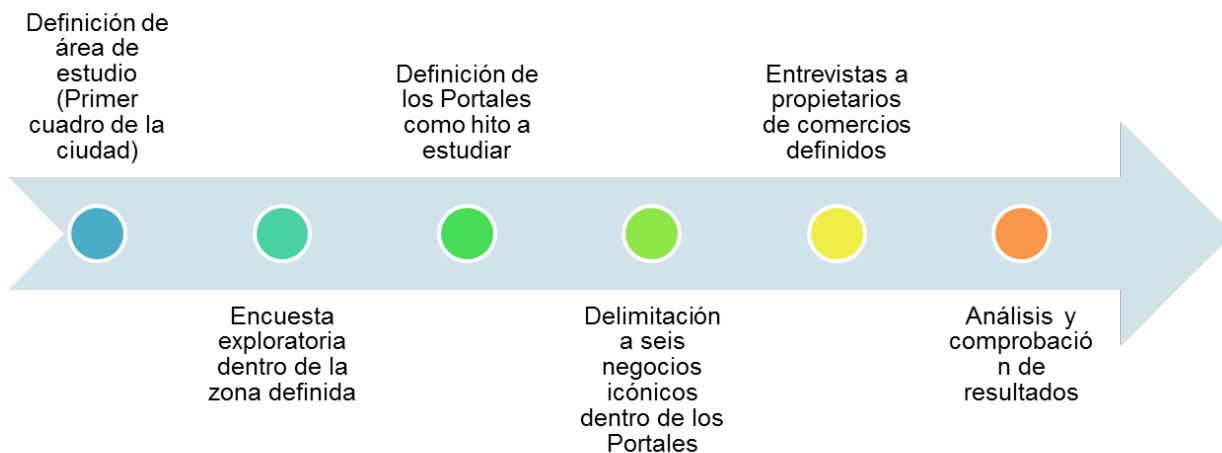 Definición de
área de
estudio
(Primer
cuadro de la
ciudad)
Encuesta
exploratoria
dentro de la
zona definida
Definición de
los Portales
como hito a
estudiar
Delimitación
a seis
negocios
icónicos
dentro de los
Portales
Entrevistas a
propietarios
de comercios
definidos
Análisis y
comprobació
n de
resultados